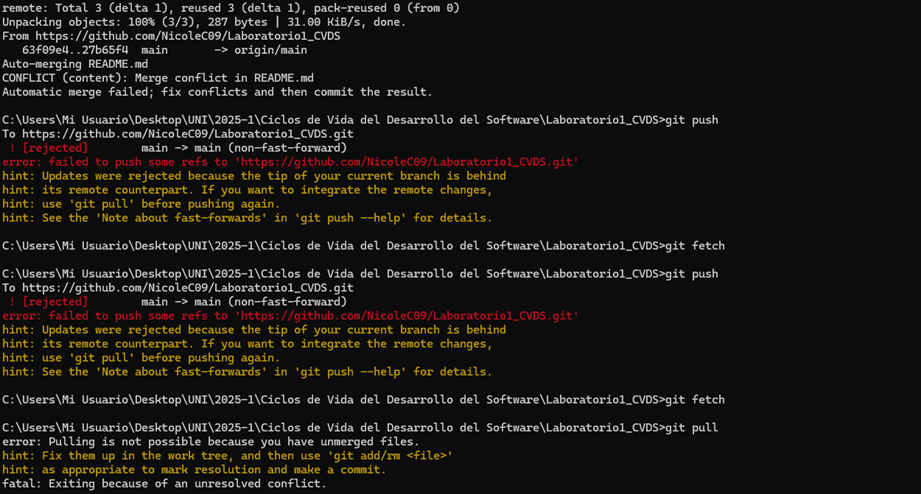 remote: Total 3 (delta 1), reused 3 (delta 1), pack-reused 0 (from 0)
Unpacking objects: 100% (3/3), 287 bytes | 31.00 KiB/s, done.
From https://github.com/NicoleC09/Laboratorio1_CVDS
   63f09e4..27b65f4  main       -> origin/main
Auto-merging README.md
CONFLICT (content): Merge conflict in README.md
Automatic merge failed; fix conflicts and then commit the result.
C:\Users\Mi Usuario\Desktop\UNI\2025-1\Ciclos de Vida del Desarrollo del Software\Laboratorio1_CVDS>git push
To https://github.com/NicoleC09/Laboratorio1_CVDS.git
 ! [rejected]        main -> main (non-fast-forward)
error: failed to push some refs to 'https://github.com/NicoleC09/Laboratorio1_CVDS.git'
hint: Updates were rejected because the tip of your current branch is behind
hint: its remote counterpart. If you want to integrate the remote changes,
hint: use 'git pull' before pushing again.
hint: See the 'Note about fast-forwards' in 'git push --help' for details.
C:\Users\Mi Usuario\Desktop\UNI\2025-1\Ciclos de Vida del Desarrollo del Software\Laboratorio1_CVDS>git fetch
C:\Users\Mi Usuario\Desktop\UNI\2025-1\Ciclos de Vida del Desarrollo del Software\Laboratorio1_CVDS>git push
To https://github.com/NicoleC09/Laboratorio1_CVDS.git
 ! [rejected]        main -> main (non-fast-forward)
error: failed to push some refs to 'https://github.com/NicoleC09/Laboratorio1_CVDS.git'
hint: Updates were rejected because the tip of your current branch is behind
hint: its remote counterpart. If you want to integrate the remote changes,
hint: use 'git pull' before pushing again.
hint: See the 'Note about fast-forwards' in 'git push --help' for details.
C:\Users\Mi Usuario\Desktop\UNI\2025-1\Ciclos de Vida del Desarrollo del Software\Laboratorio1_CVDS>git fetch
C:\Users\Mi Usuario\Desktop\UNI\2025-1\Ciclos de Vida del Desarrollo del Software\Laboratorio1_CVDS>git pull
error: Pulling is not possible because you have unmerged files.
hint: Fix them up in the work tree, and then use 'git add/rm <file>'
hint: as appropriate to mark resolution and make a commit.
fatal: Exiting because of an unresolved conflict.